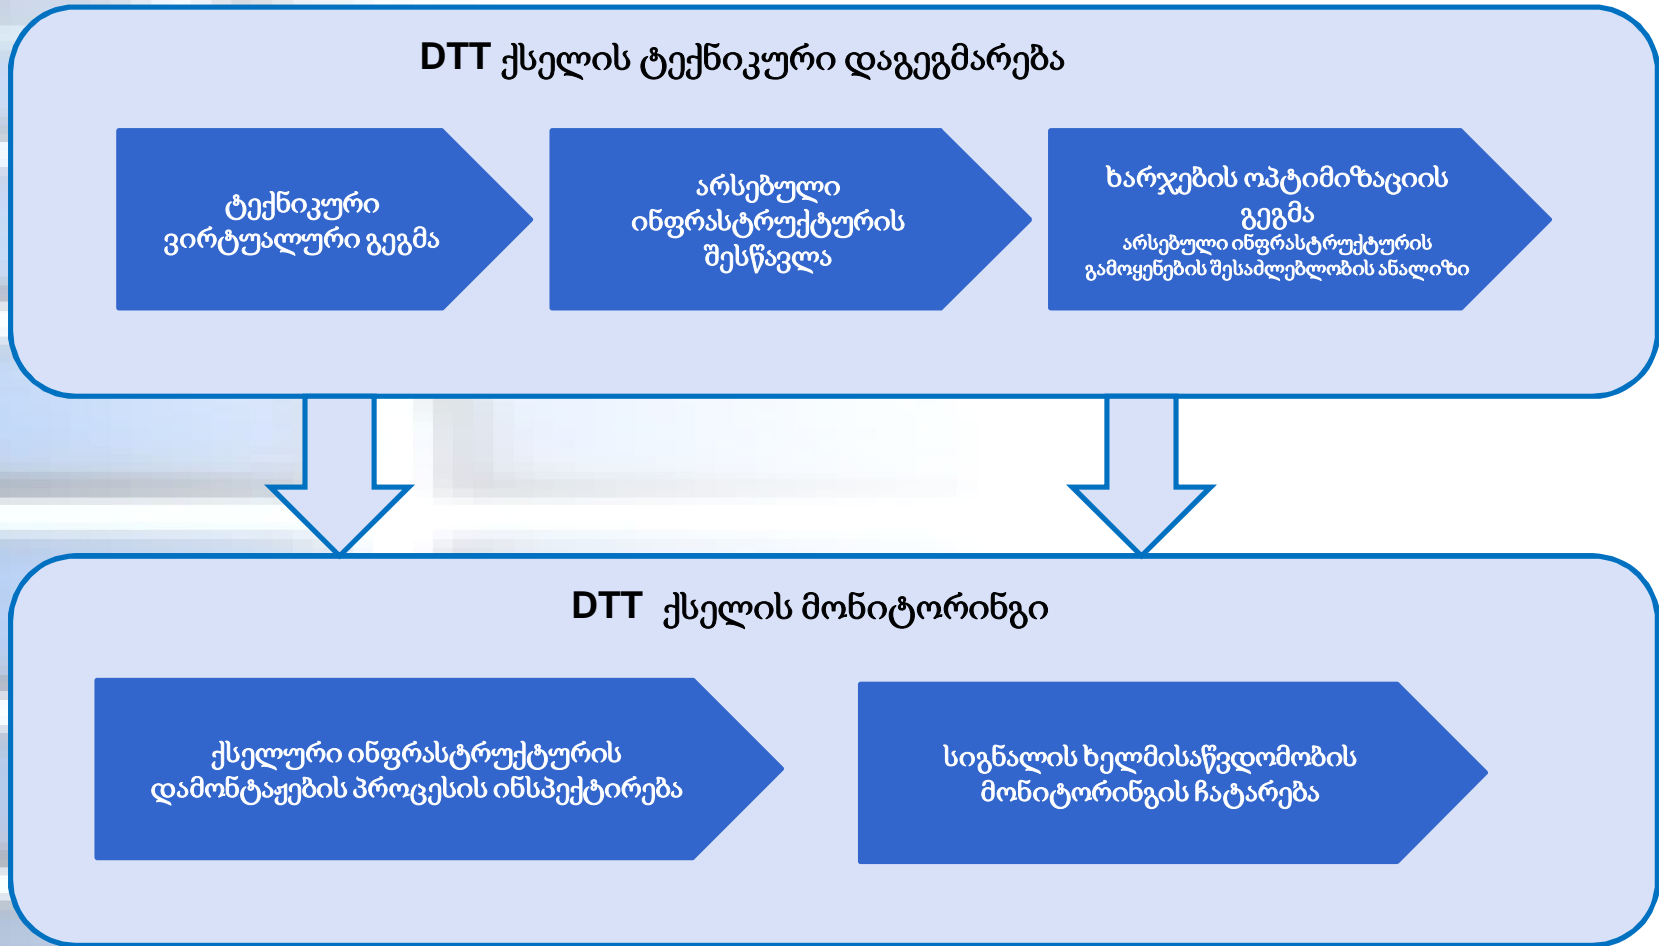 DTT ქსელის ტექნიკური დაგეგმარება
ტექნიკური
ვირტუალური გეგმა
არსებული
ინფრასტრუქტურის
შესწავლა
ხარჯების ოპტიმიზაციის
გეგმა
არსებული ინფრასტრუქტურის
გამოყენების შესაძლებლობის ანალიზი
DTT ქსელის მონიტორინგი
ქსელური ინფრასტრუქტურის
დამონტაჟების პროცესის ინსპექტირება
სიგნალის ხელმისაწვდომობის
მონიტორინგის ჩატარება